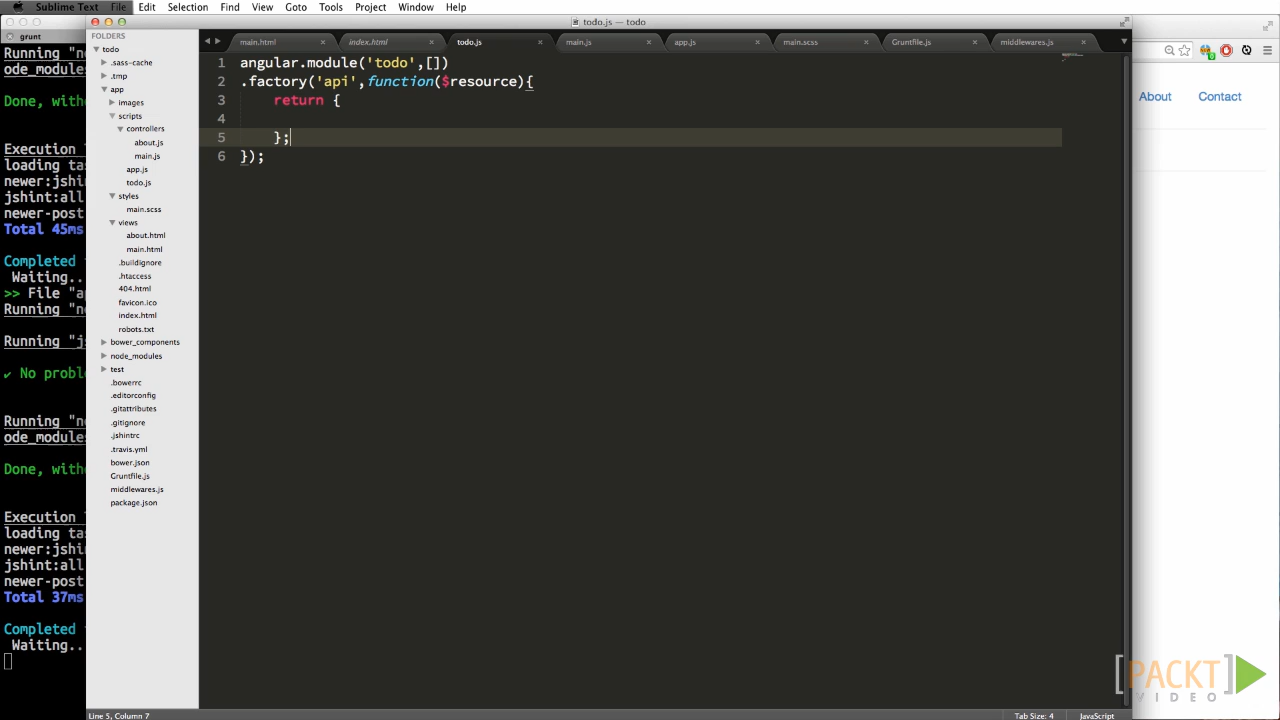 Sublime Text File Edit Selection Find View Goto Tools Project Window Help
todo.js — todo
grunt
main.html index.html todo.js main.js app.js main.scss Gruntfile.js middlewares.js
FOLDERS
todo
.sass-cache
.tmp
app
images
scripts
controllers
about.js
main.js
app.js
todo.js
styles
main.scss
views
about.html
main.html
.buildignore
.htaccess
404.html
favicon.ico
index.html
robots.txt
bower_components
node_modules
test
.bowerrc
.editorconfig
.gitattributes
.gitignore
.jshintrc
.travis.yml
bower.json
Gruntfile.js
middlewares.js
package.json
1 angular.module('todo',[])
2 .factory('api',function($resource){
3 return {
4
5 };
6 });
Running "n
ode_module
Done, with
Execution
loading ta
newer:jshi
jshint:all
newer-post
Total 45ms
Completed
Waiting..
>> File "a
Running "n
Running "j
✔ No probl
Running "n
ode_modul
Done, with
Execution
loading ta
newer:jshi
jshint:all
newer-post
Total 37ms
Completed
Waiting..
About Contact
[PACKT]
VIDEO
Line 5, Column 7 Tab Size: 4 JavaScript